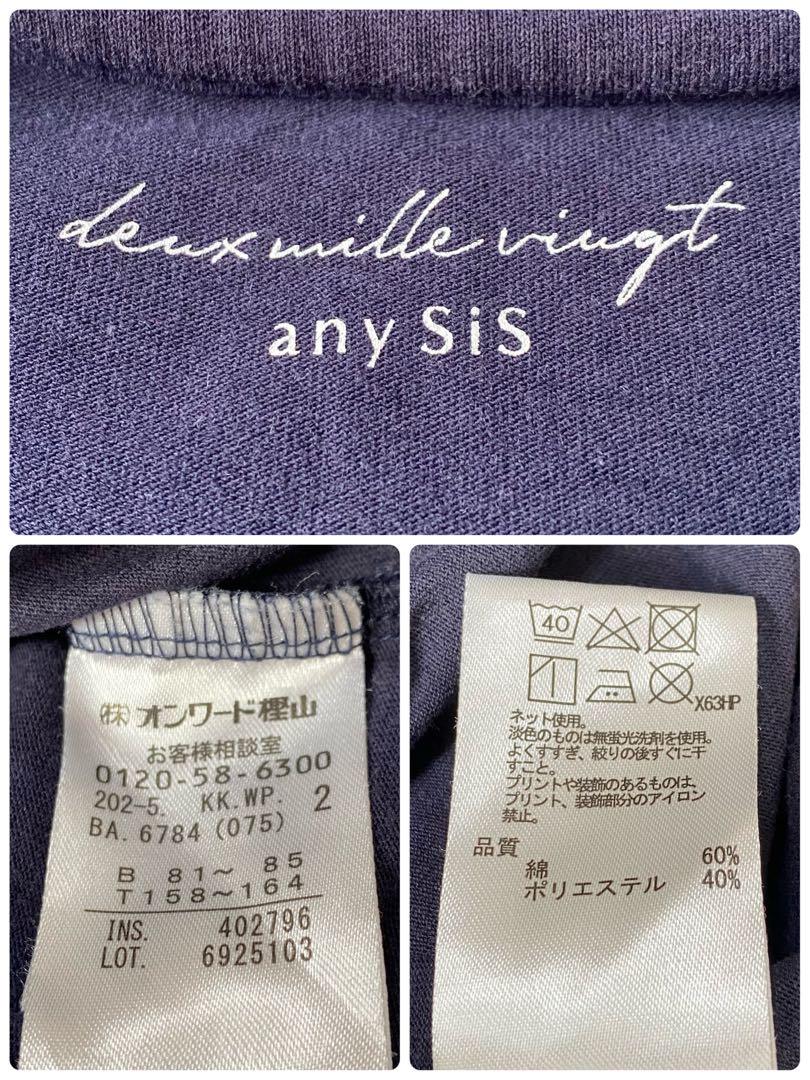 deux mille vingt
any SiS
(株)オンワード樫山
お客様相談室
0120-58-6300
202-5. KK.WP. 2
BA. 6784 (075)
B 81～ 85
T158～164
INS. 402796
LOT. 6925103
40
X63HP
ネット使用。
淡色のものは無蛍光洗剤を使用。
よくすすぎ、絞りの後すぐに干
すこと。
プリントや装飾のあるものは、
プリント、装飾部分のアイロン
禁止。
品質
綿 60%
ポリエステル 40%